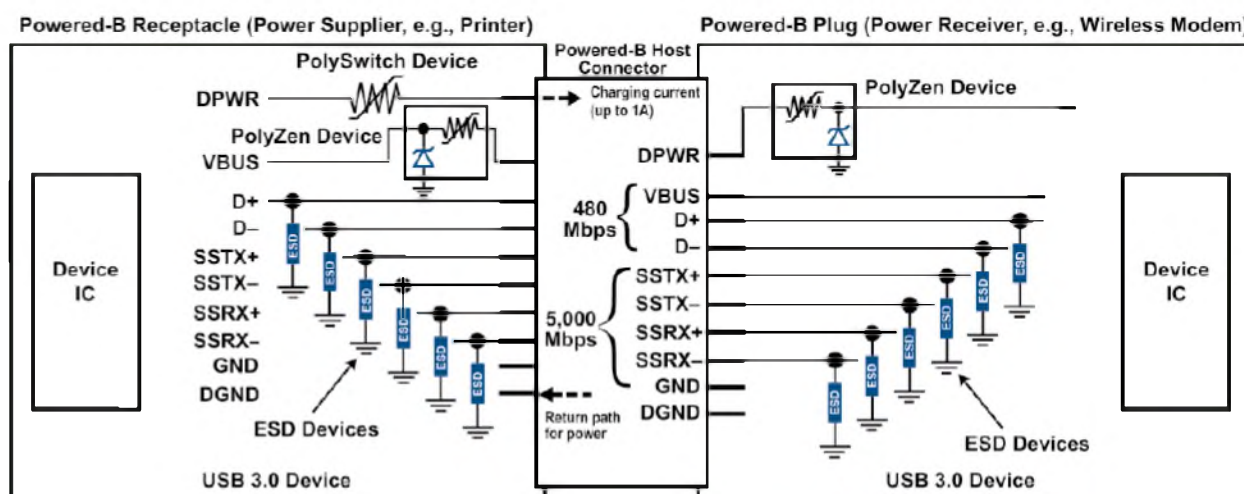 Powered-B Receptacle (Power Supplier, e.g., Printer)
Powered-B Plug (Power Receiver, e.g., Wireless Modem)
Powered-B Host
Connector
PolySwitch Device
DPWR
PolyZen Device
VBUS
D+
D–
SSTX+
SSTX–
SSRX+
SSRX–
GND
DGND
Device
IC
ESD
ESD
ESD
ESD
ESD
ESD
ESD Devices
USB 3.0 Device
Charging current
(up to 1A)
480
Mbps
5,000
Mbps
Return path
for power
PolyZen Device
DPWR
VBUS
D+
D–
SSTX+
SSTX–
SSRX+
SSRX–
GND
DGND
ESD
ESD
ESD
ESD
ESD
ESD
ESD Devices
Device
IC
USB 3.0 Device